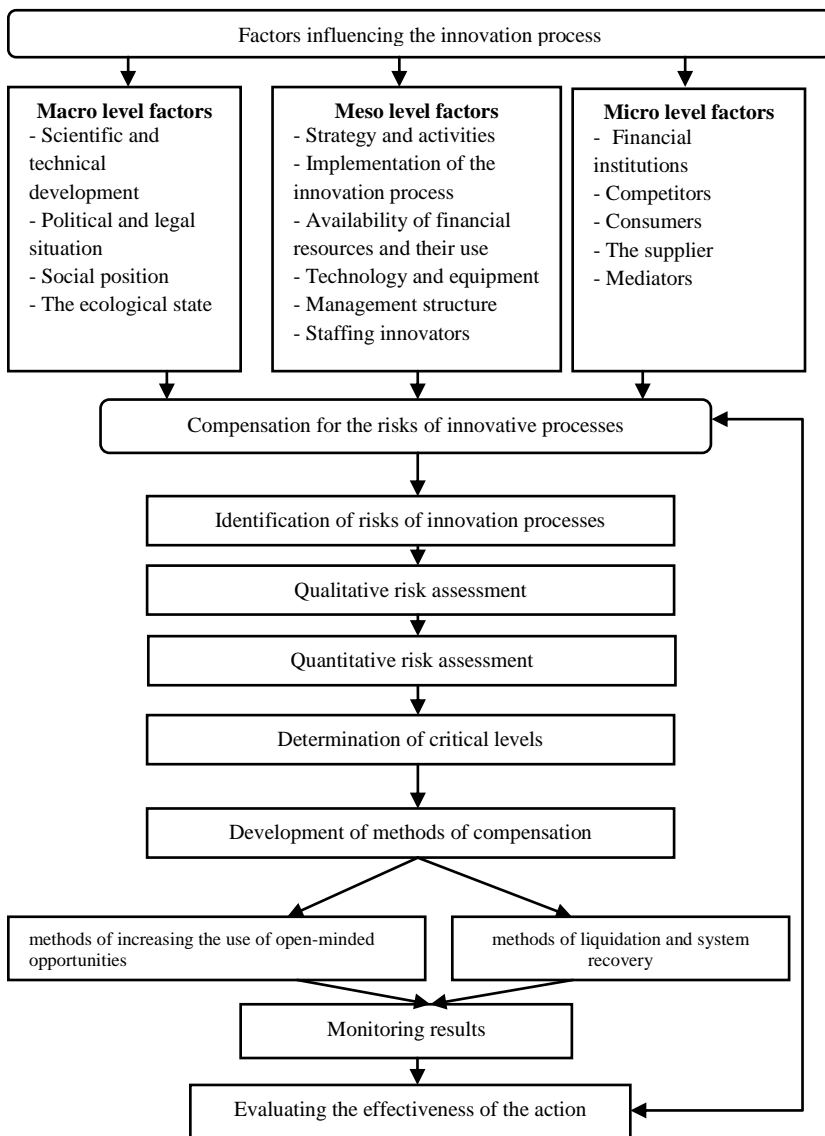 Factors influencing the innovation process
Macro level factors
- Scientific and
technical
development
- Political and legal
situation
- Social position
- The ecological state
Meso level factors
- Strategy and activities
- Implementation of the
innovation process
- Availability of financial
resources and their use
- Technology and equipment
- Management structure
- Staffing innovators
Micro level factors
- Financial
institutions
- Competitors
- Consumers
- The supplier
- Mediators
Compensation for the risks of innovative processes
Identification of risks of innovation processes
Qualitative risk assessment
Quantitative risk assessment
Determination of critical levels
Development of methods of compensation
methods of increasing the use of open-minded
opportunities
methods of liquidation and system
recovery
Monitoring results
Evaluating the effectiveness of the action